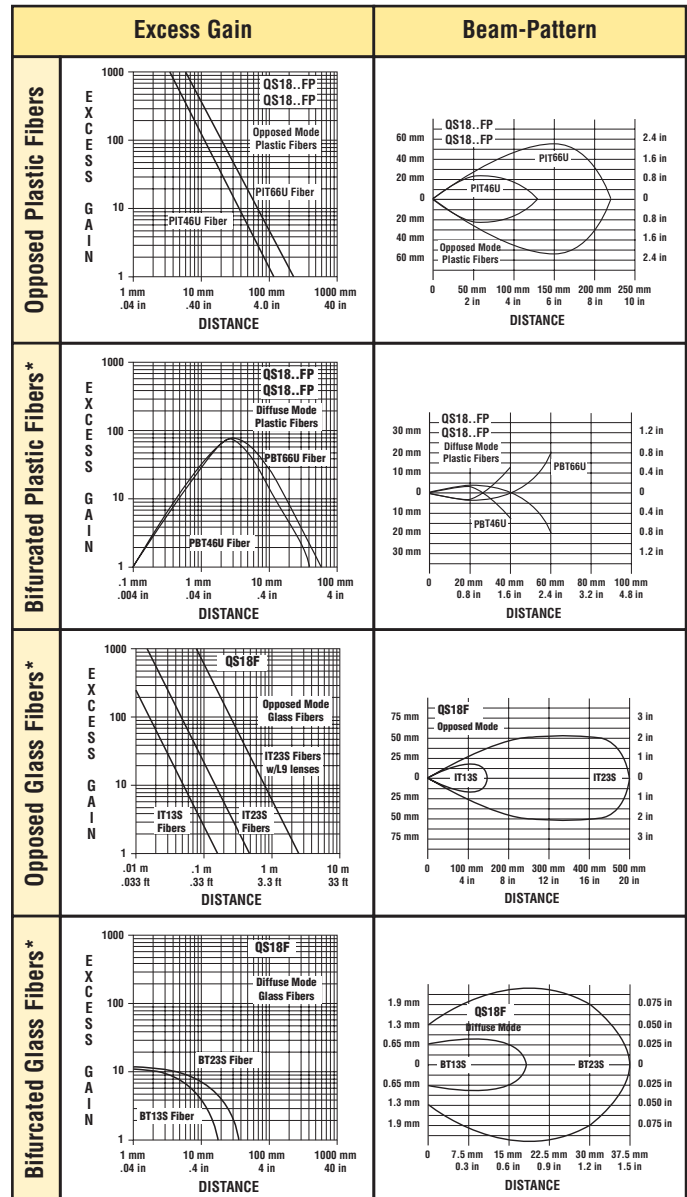 Excess Gain
Beam-Pattern
Opposed Plastic Fibers
EXCESS GAIN
1000
100
10
1
QS18..FP
QS18..FP
Opposed Mode
Plastic Fibers
PIT66U Fiber
PIT46U Fiber
1 mm 10 mm 100 mm 1000 mm
.04 in .40 in 4.0 in 40 in
DISTANCE
QS18..FP
QS18..FP
60 mm
40 mm
20 mm
0
20 mm
40 mm
60 mm
PIT66U
PIT46U
Opposed Mode
Plastic Fibers
2.4 in
1.6 in
0.8 in
0
0.8 in
1.6 in
2.4 in
0 50 mm 100 mm 150 mm 200 mm 250 mm
2 in 4 in 6 in 8 in 10 in
DISTANCE
Bifurcated Plastic Fibers*
EXCESS GAIN
1000
100
10
1
QS18..FP
QS18..FP
Diffuse Mode
Plastic Fibers
PBT66U Fiber
PBT46U Fiber
.1 mm 1 mm 10 mm 100 mm
.004 in .04 in .4 in 4 in
DISTANCE
QS18..FP
QS18..FP
Diffuse Mode
Plastic Fibers
30 mm
20 mm
10 mm
0
10 mm
20 mm
30 mm
PBT66U
PBT46U
1.2 in
0.8 in
0.4 in
0
0.4 in
0.8 in
1.2 in
0 20 mm 40 mm 60 mm 80 mm 100 mm
0.8 in 1.6 in 2.4 in 3.2 in 4.8 in
DISTANCE
Opposed Glass Fibers*
EXCESS GAIN
1000
100
10
1
QS18F
Opposed Mode
Glass Fibers
IT23S Fibers
w/L9 lenses
IT13S
Fibers
IT23S
Fibers
.01 m .1 m 1 m 10 m
.033 ft .33 ft 3.3 ft 33 ft
DISTANCE
QS18F
Opposed Mode
75 mm
50 mm
25 mm
0
25 mm
50 mm
75 mm
IT13S
IT23S
3 in
2 in
1 in
0
1 in
2 in
3 in
0 100 mm 200 mm 300 mm 400 mm 500 mm
4 in 8 in 12 in 16 in 20 in
DISTANCE
Bifurcated Glass Fibers*
EXCESS GAIN
1000
100
10
1
QS18F
Diffuse Mode
Glass Fibers
BT23S Fiber
BT13S Fiber
1 mm 10 mm 100 mm 1000 mm
.04 in .4 in 4 in 40 in
DISTANCE
QS18F
Diffuse Mode
1.9 mm
1.3 mm
0.65 mm
0
0.65 mm
1.3 mm
1.9 mm
BT13S
BT23S
0.075 in
0.050 in
0.025 in
0
0.025 in
0.050 in
0.075 in
0 7.5 mm 15 mm 22.5 mm 30 mm 37.5 mm
0.3 in 0.6 in 0.9 in 1.2 in 1.5 in
DISTANCE